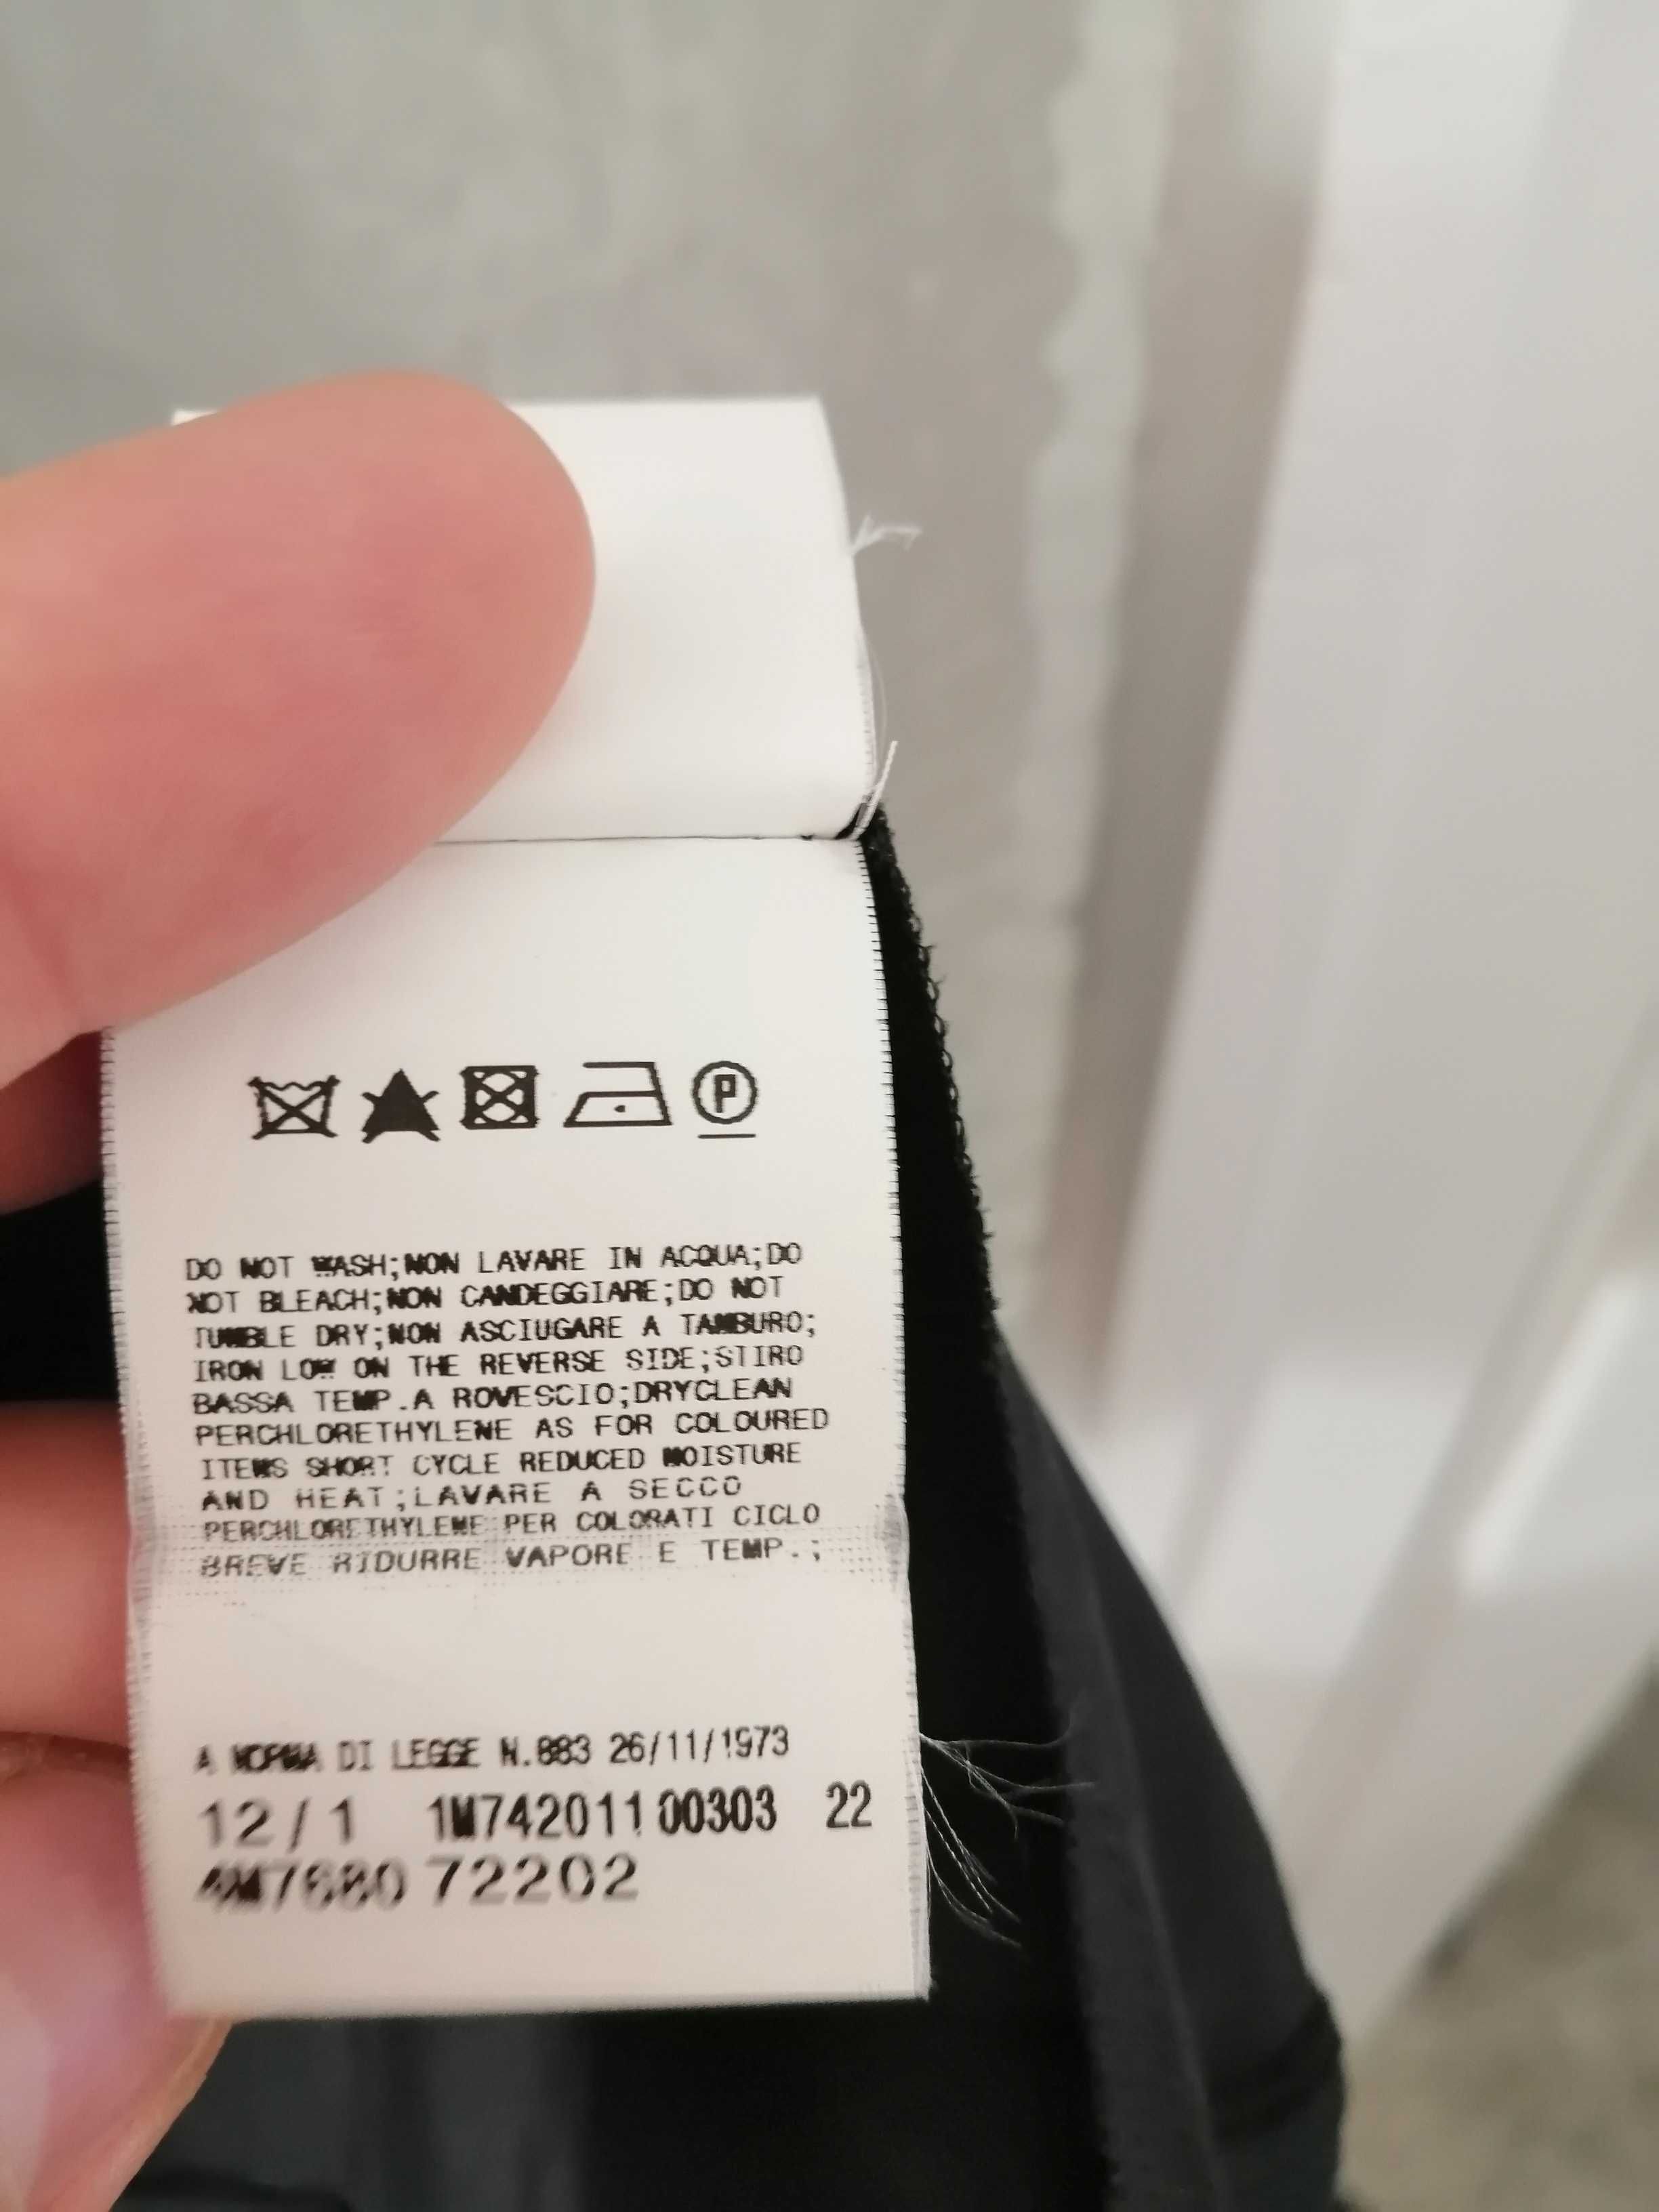 P
DO NOT WASH;NON LAVARE IN ACQUA;DO
NOT BLEACH;NON CANDEGGIARE;DO NOT
TUMBLE DRY;NON ASCIUGARE A TAMBURO;
IRON LOW ON THE REVERSE SIDE;STIRO
BASSA TEMP.A ROVESCIO;DRYCLEAN
PERCHLORETHYLENE AS FOR COLOURED
ITEMS SHORT CYCLE REDUCED MOISTURE
AND HEAT;LAVARE A SECCO
PERCHLORETHYLENE PER COLORATI CICLO
BREVE RIDURRE VAPORE E TEMP.;
A NORMA DI LEGGE N.883 26/11/1973
12/1 1M742011 00303 22
72202